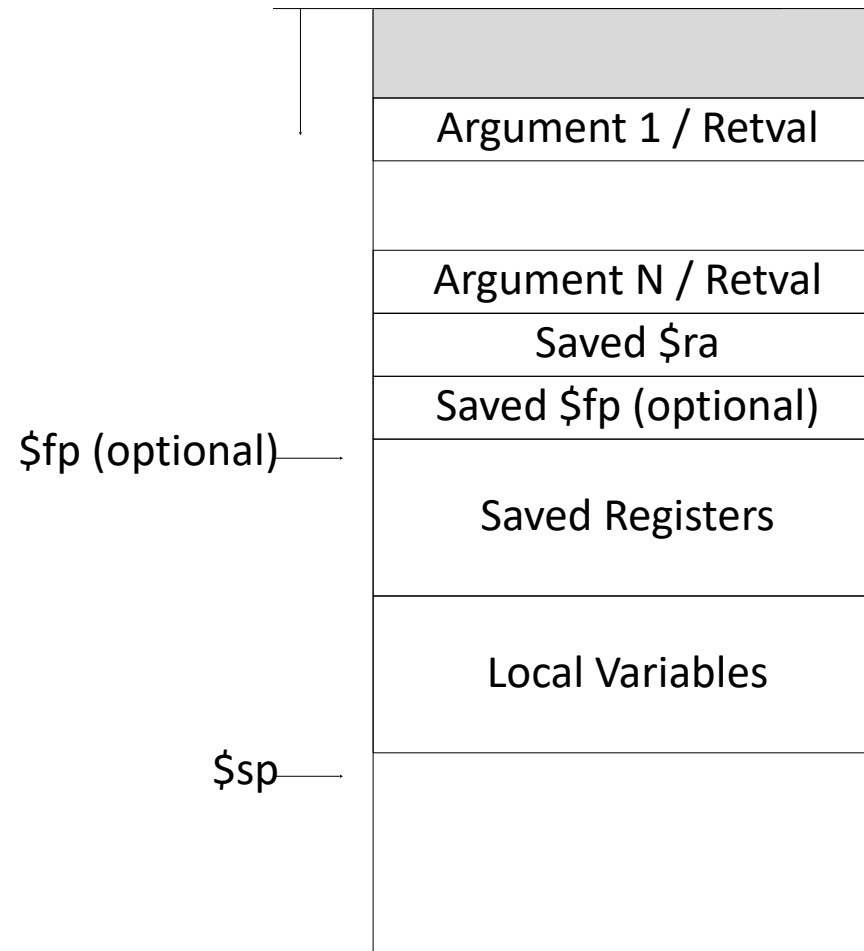 Argument 1 / Retval
Argument N / Retval
Saved $ra
Saved $fp (optional)
$fp (optional)
Saved Registers
Local Variables
$sp